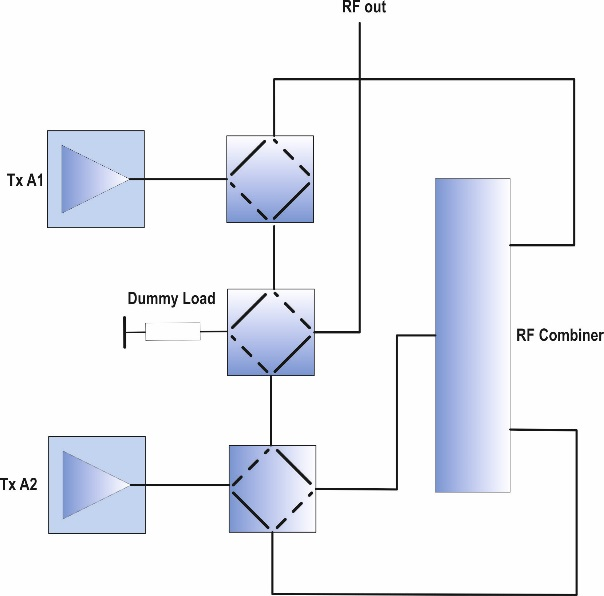 RF out
Tx A1
Dummy Load
RF Combiner
Tx A2